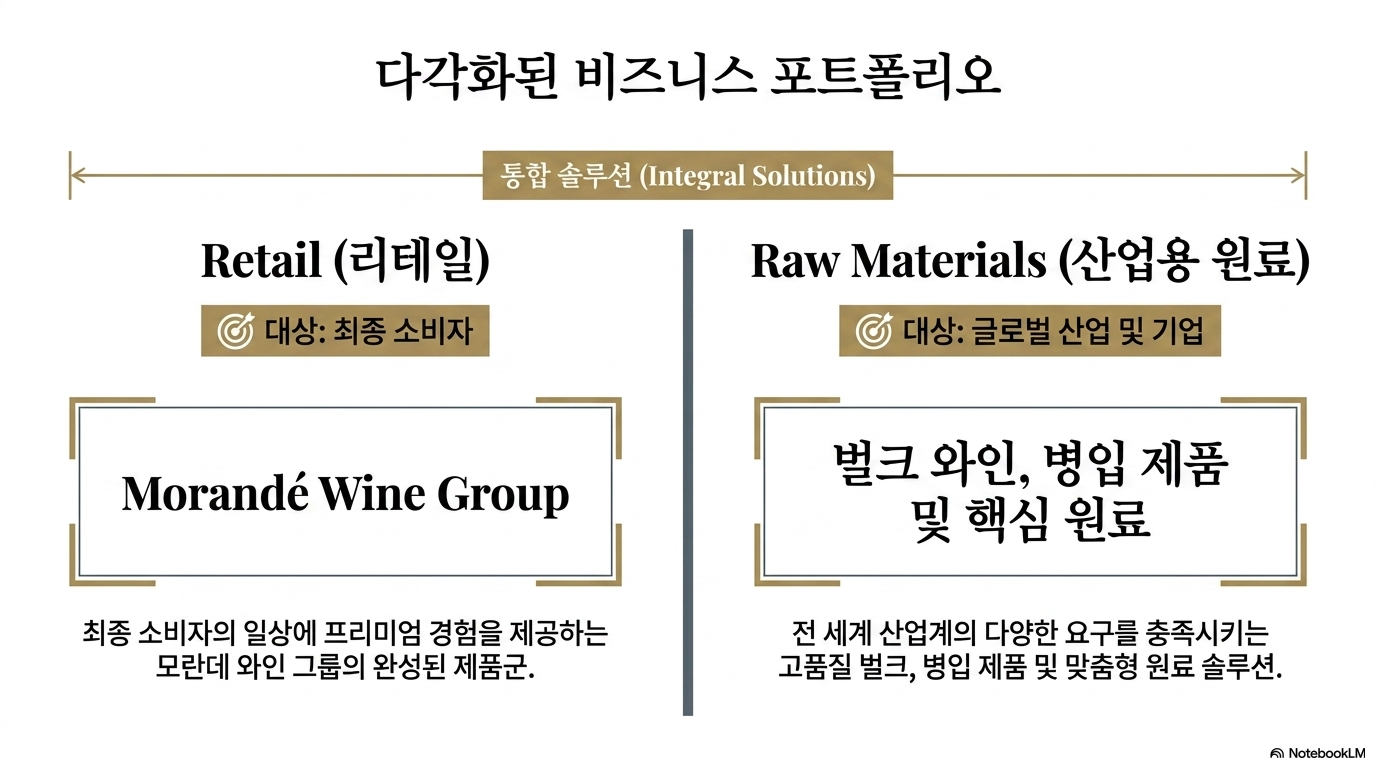 다각화된 비즈니스 포트폴리오
통합 솔루션 (Integral Solutions)
Retail (리테일)
대상: 최종 소비자
Morandé Wine Group
최종 소비자의 일상에 프리미엄 경험을 제공하는
모란데 와인 그룹의 완성된 제품군.
Raw Materials (산업용 원료)
대상: 글로벌 산업 및 기업
벌크 와인, 병입 제품
및 핵심 원료
전 세계 산업계의 다양한 요구를 충족시키는
고품질 벌크, 병입 제품 및 맞춤형 원료 솔루션.
NotebookLM